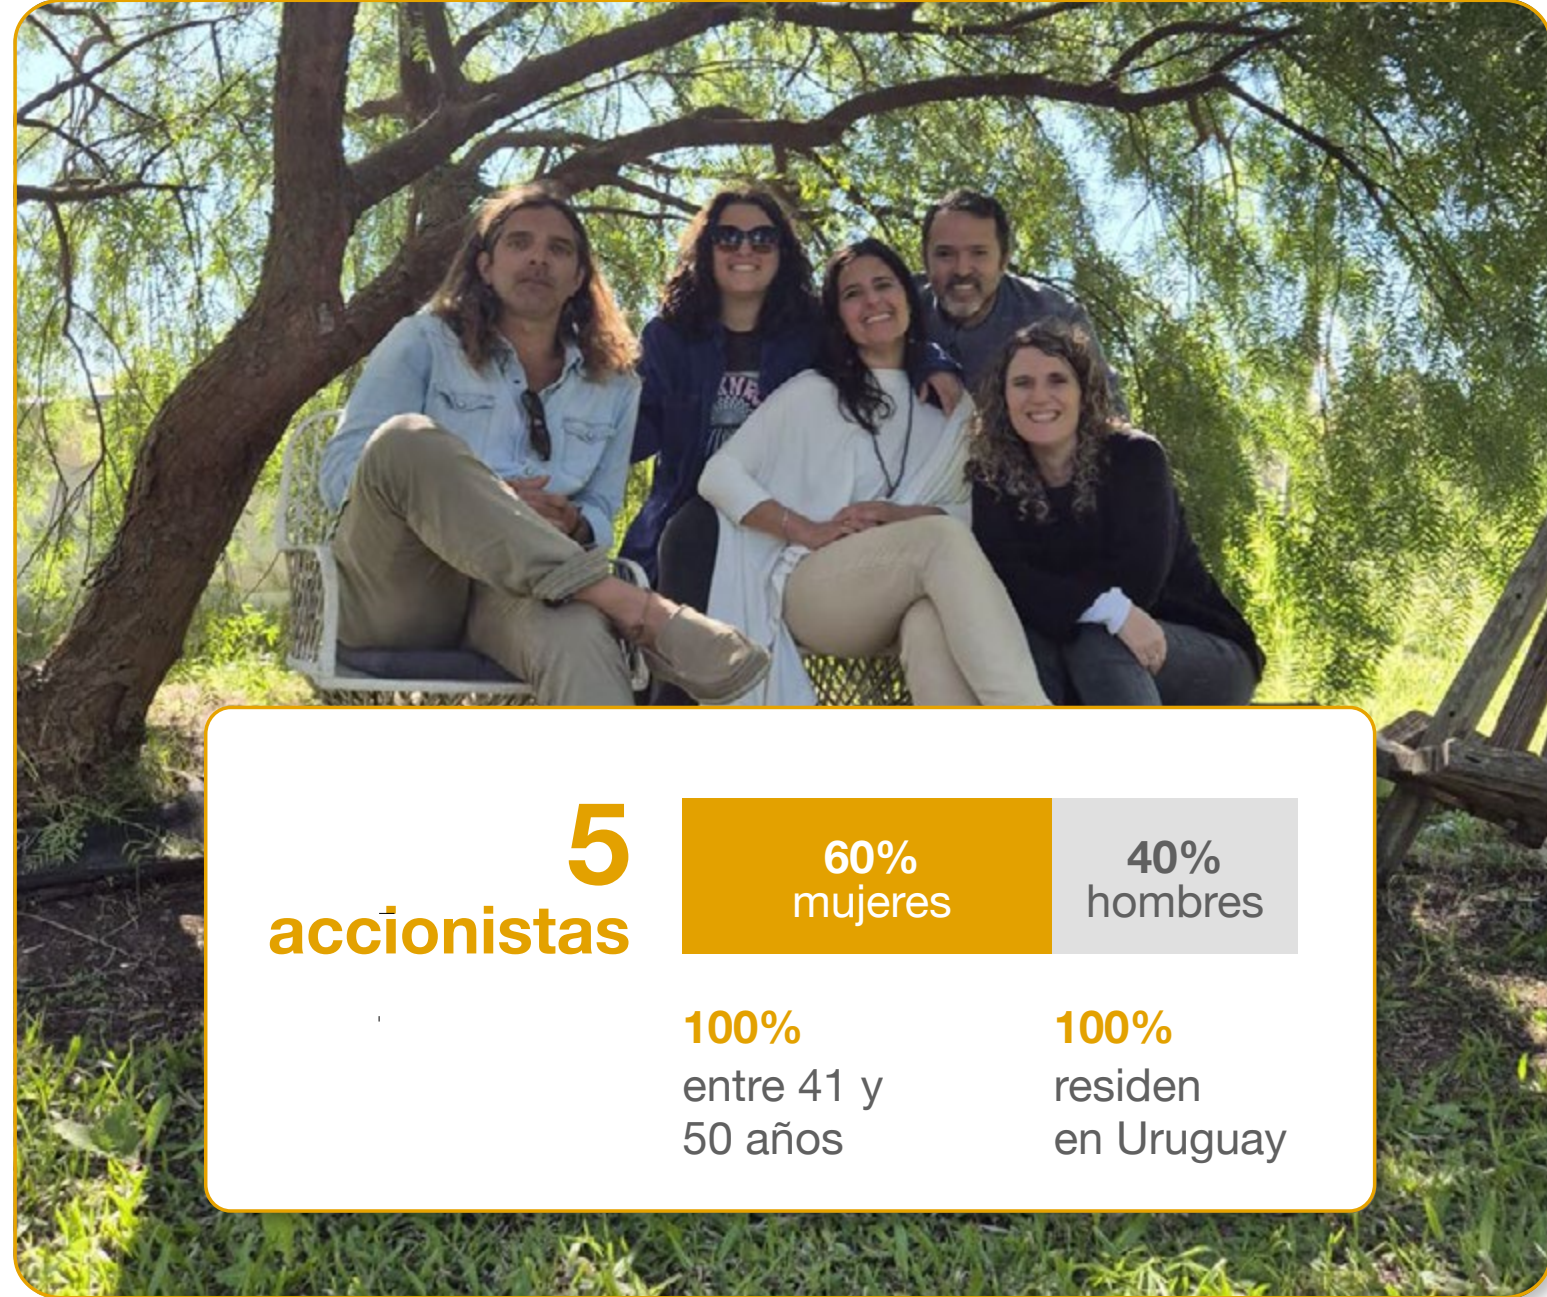 5
accionistas
60%
mujeres
40%
hombres
100%
entre 41 y
50 años
100%
residen
en Uruguay